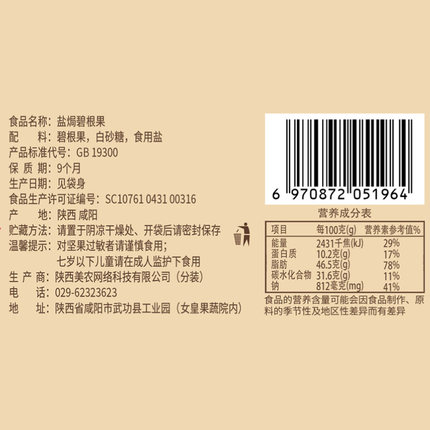 食品名称：盐焗碧根果
配　　料：碧根果，白砂糖，食用盐
产品标准代号：GB 19300
保 质 期：9个月
生产日期：见袋身
食品生产许可证编号：SC10761 0431 00316
产　　地：陕西 咸阳
贮藏方法：请置于阴凉干燥处、开袋后请密封保存
温馨提示：对坚果过敏者请谨慎食用；
七岁以下儿童请在成人监护下食用
生 产 商：陕西美农网络科技有限公司（分装）
电　　话：029-62323623
地　　址：陕西省咸阳市武功县工业园（女皇果蔬院内）
6 970872 051964
营养成分表
项目 每100克(g) 营养素参考值%
能量 2431千焦(kJ) 29%
蛋白质 10.2克(g) 17%
脂肪 46.5克(g) 78%
碳水化合物 31.6克(g) 11%
钠 812毫克(mg) 41%
食品的营养含量可能会因食品制作、原
料的季节性及地区性差异而有差异